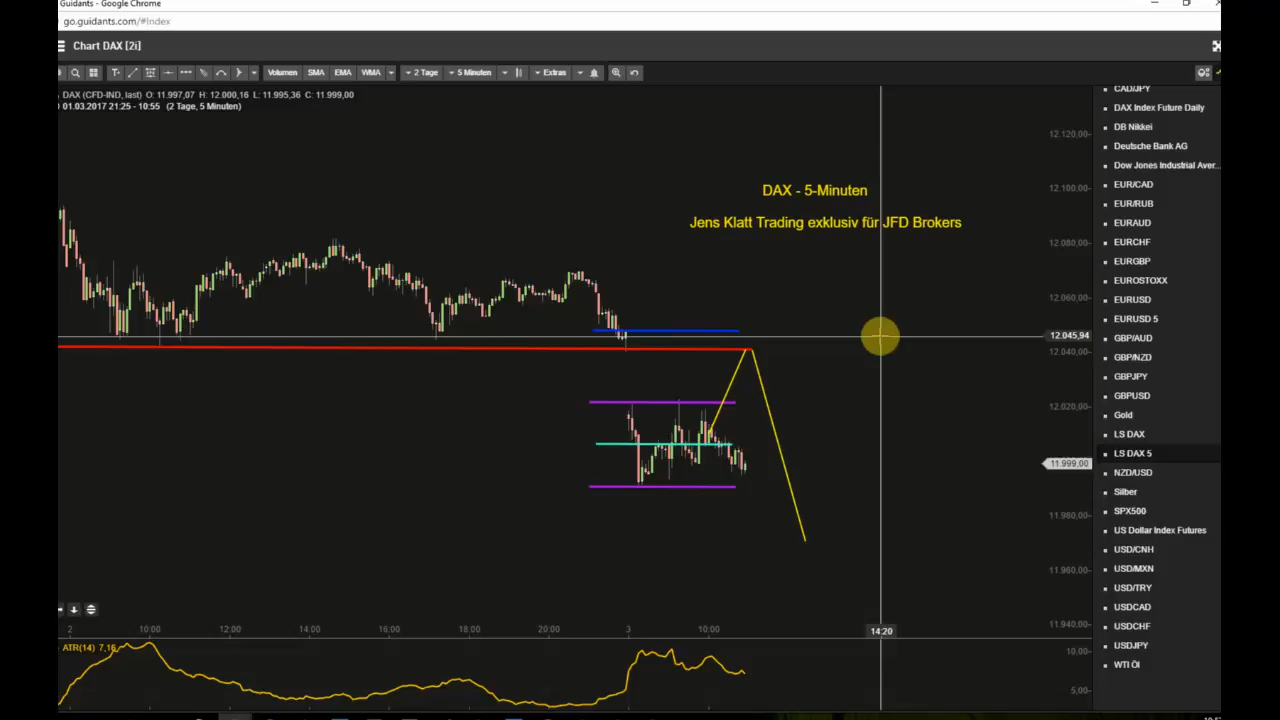 Guidants - Google Chrome
go.guidants.com/#Index
Chart DAX [2i]
Volumen SMA EMA WMA 2 Tage 5 Minuten Extras
DAX (CFD-IND, last) O: 11.997,07 H: 12.000,16 L: 11.995,36 C: 11.999,00
01.03.2017 21:25 - 10:55 (2 Tage, 5 Minuten)
DAX - 5-Minuten
Jens Klatt Trading exklusiv für JFD Brokers
12.120,00
12.100,00
12.080,00
12.060,00
12.045,94
12.040,00
12.020,00
11.999,00
11.980,00
11.960,00
11.940,00
2 10:00 12:00 14:00 16:00 18:00 20:00 3 10:00 14:20
ATR(14) 7,16
10,00
5,00
CAD/JPY
DAX Index Future Daily
DB Nikkei
Deutsche Bank AG
Dow Jones Industrial Aver...
EUR/CAD
EUR/RUB
EURAUD
EURCHF
EURGBP
EUROSTOXX
EURUSD
EURUSD 5
GBP/AUD
GBP/NZD
GBPJPY
GBPUSD
Gold
LS DAX
LS DAX 5
NZD/USD
Silber
SPX500
US Dollar Index Futures
USD/CNH
USD/MXN
USD/TRY
USDCAD
USDCHF
USDJPY
WTI Öl